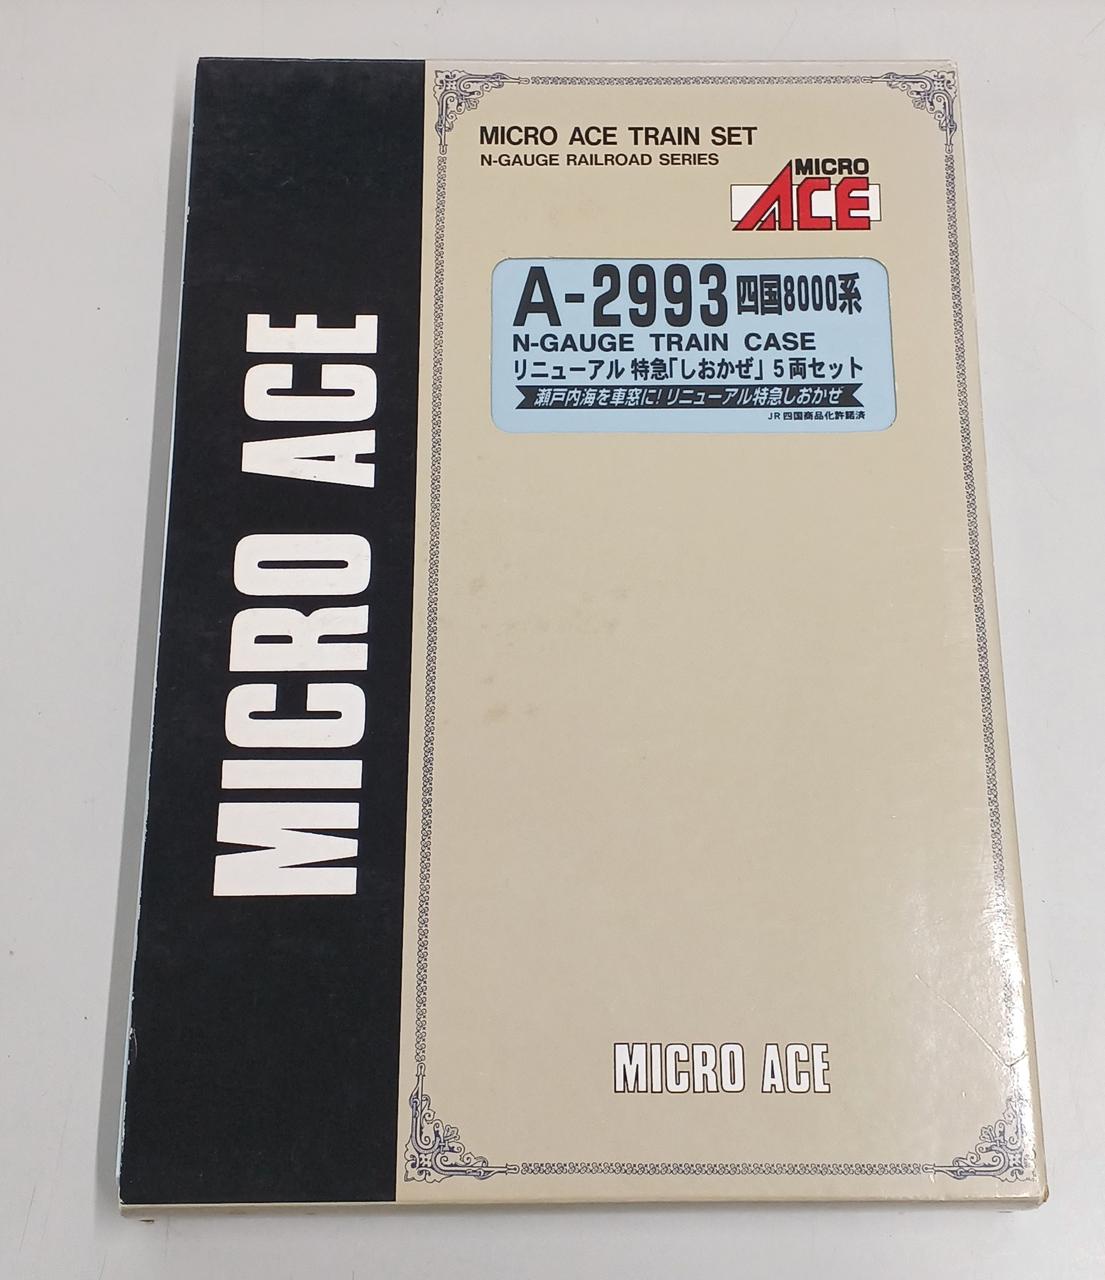 MICRO ACE
MICRO ACE TRAIN SET
N-GAUGE RAILROAD SERIES
MICRO
ACE
A-2993 四国8000系
N-GAUGE TRAIN CASE
リニューアル 特急「しおかぜ」5両セット
瀬戸内海を車窓に!リニューアル特急しおかぜ
JR四国商品化許諾済
MICRO ACE